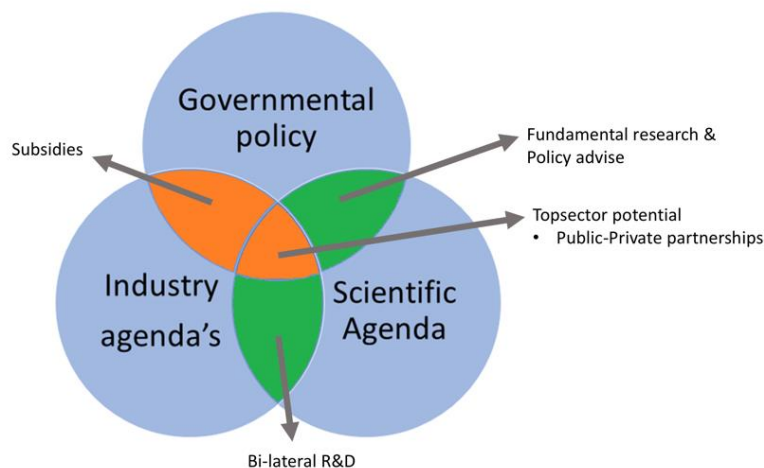 Governmental
policy
Subsidies
Fundamental research &
Policy advise
Topsector potential
• Public-Private partnerships
Industry
agenda's
Scientific
Agenda
Bi-lateral R&D